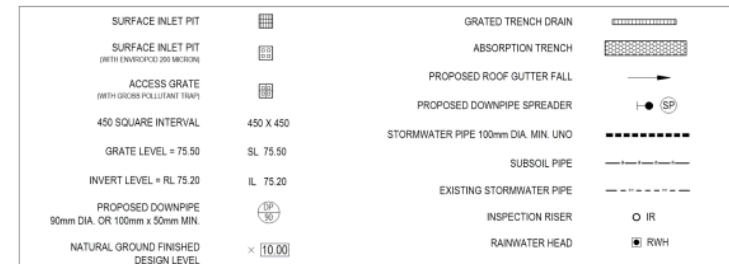 SURFACE INLET PIT
SURFACE INLET PIT
(WITH ENVIROPOD 200 MICRON)
ACCESS GRATE
(WITH GROSS POLLUTANT TRAP)
450 SQUARE INTERVAL 450 X 450
GRATE LEVEL = 75.50 SL 75.50
INVERT LEVEL = RL 75.20 IL 75.20
PROPOSED DOWNPIPE
90mm DIA. OR 100mm x 50mm MIN.
DP
90
NATURAL GROUND FINISHED
DESIGN LEVEL
× 10.00
GRATED TRENCH DRAIN
ABSORPTION TRENCH
PROPOSED ROOF GUTTER FALL
PROPOSED DOWNPIPE SPREADER SP
STORMWATER PIPE 100mm DIA. MIN. UNO
SUBSOIL PIPE
EXISTING STORMWATER PIPE
INSPECTION RISER IR
RAINWATER HEAD RWH